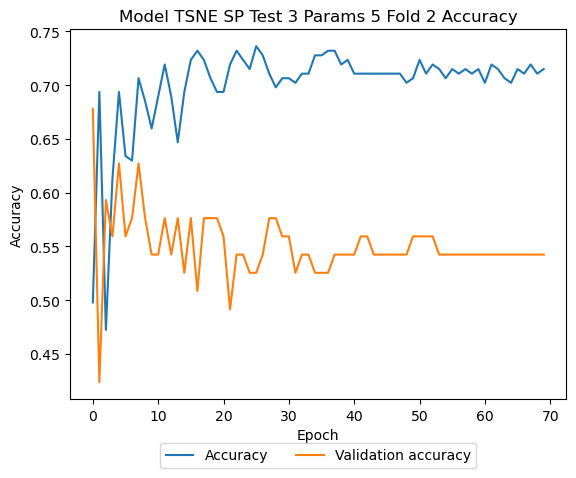 Model TSNE SP Test 3 Params 5 Fold 2 Accuracy
0.75
0.70
0.65
0.60
0.55
0.50
0.45
Accuracy
0 10 20 30 40 50 60 70
Epoch
Accuracy Validation accuracy